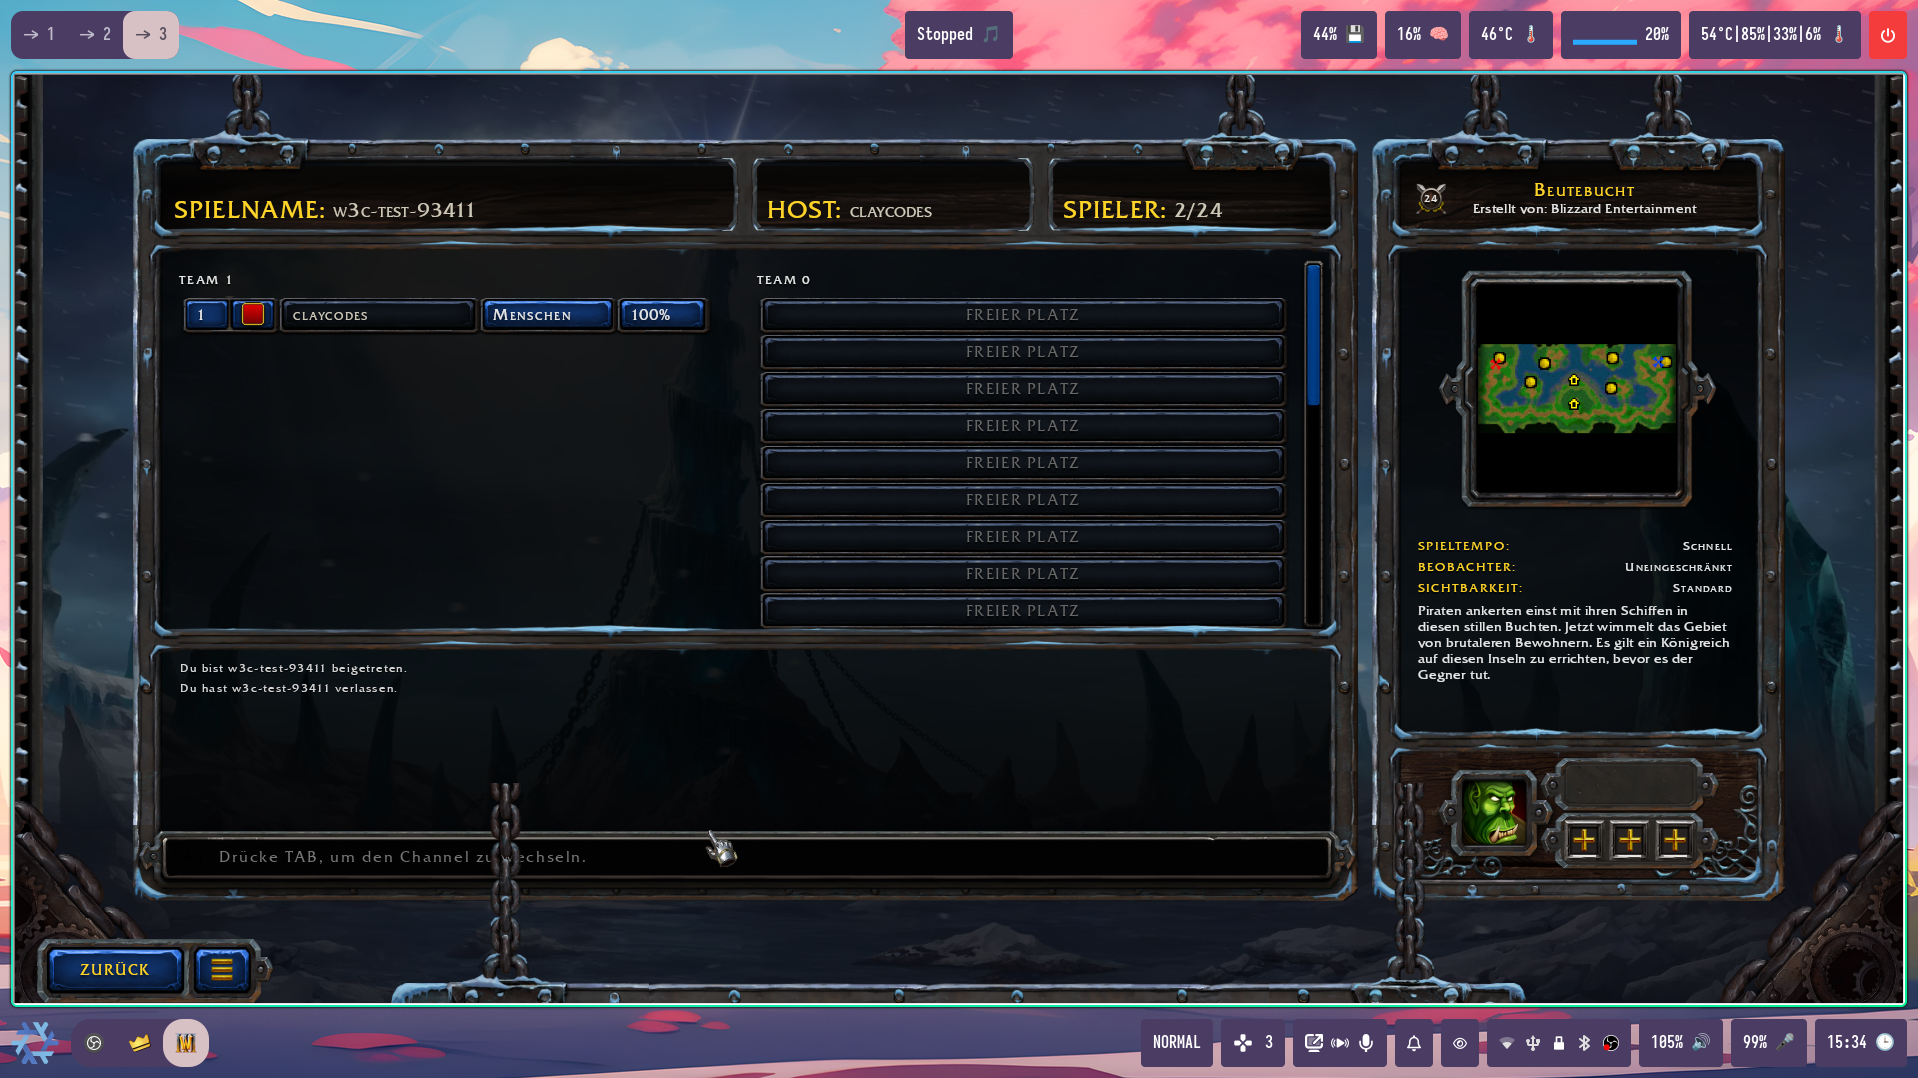 → 1 → 2 → 3
Stopped
44% 16% 46°C 20% 54°C|85%|33%|6%
SPIELNAME: w3c-test-93411
HOST: claycodes
SPIELER: 2/24
24
Beutebucht
Erstellt von: Blizzard Entertainment
TEAM 1
1 claycodes Menschen 100%
TEAM 0
FREIER PLATZ
FREIER PLATZ
FREIER PLATZ
FREIER PLATZ
FREIER PLATZ
FREIER PLATZ
FREIER PLATZ
FREIER PLATZ
FREIER PLATZ
SPIELTEMPO: Schnell
BEOBACHTER: Uneingeschränkt
SICHTBARKEIT: Standard
Piraten ankerten einst mit ihren Schiffen in
diesen stillen Buchten. Jetzt wimmelt das Gebiet
von brutaleren Bewohnern. Es gilt ein Königreich
auf diesen Inseln zu errichten, bevor es der
Gegner tut.
Du bist w3c-test-93411 beigetreten.
Du hast w3c-test-93411 verlassen.
Drücke TAB, um den Channel zu wechseln.
ZURÜCK
NORMAL 3 105% 99% 15:34